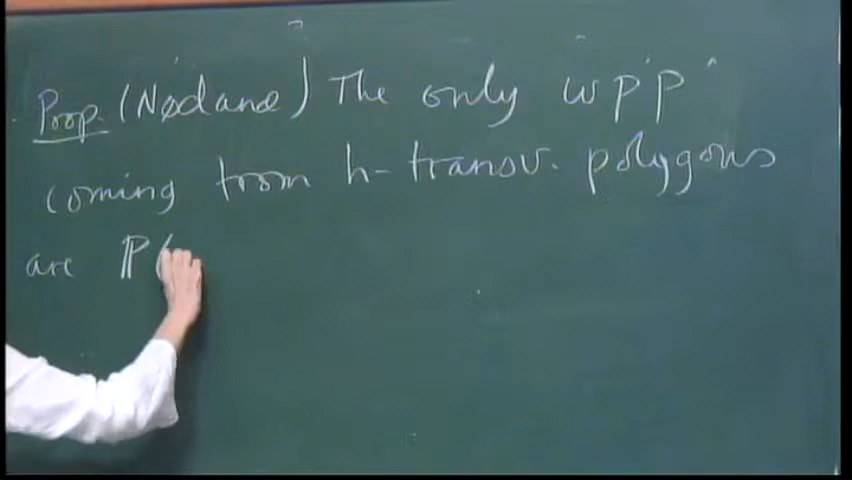 Prop. (Nødland) The only wpp
coming from h-transv. polygons
are ℙ(